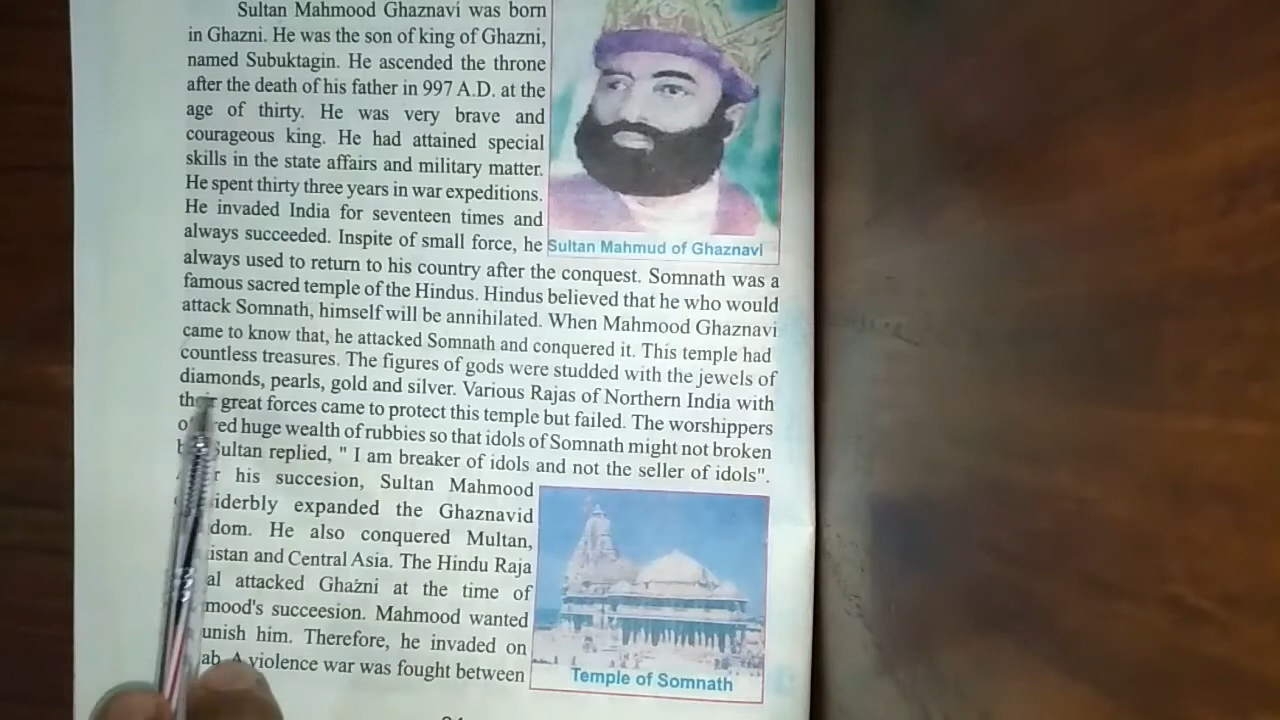 Sultan Mahmood Ghaznavi was born
in Ghazni. He was the son of king of Ghazni,
named Subuktagin. He ascended the throne
after the death of his father in 997 A.D. at the
age of thirty. He was very brave and
courageous king. He had attained special
skills in the state affairs and military matter.
He spent thirty three years in war expeditions.
He invaded India for seventeen times and
always succeeded. Inspite of small force, he
Sultan Mahmud of Ghaznavi
always used to return to his country after the conquest. Somnath was a
famous sacred temple of the Hindus. Hindus believed that he who would
attack Somnath, himself will be annihilated. When Mahmood Ghaznavi
came to know that, he attacked Somnath and conquered it. This temple had
countless treasures. The figures of gods were studded with the jewels of
diamonds, pearls, gold and silver. Various Rajas of Northern India with
their great forces came to protect this temple but failed. The worshippers
huge wealth of rubbies so that idols of Somnath might not broken
Sultan replied, " I am breaker of idols and not the seller of idols".
his succesion, Sultan Mahmood
expanded the Ghaznavid
He also conquered Multan,
and Central Asia. The Hindu Raja
attacked Ghazni at the time of
succeesion. Mahmood wanted
him. Therefore, he invaded on
A violence war was fought between
Temple of Somnath